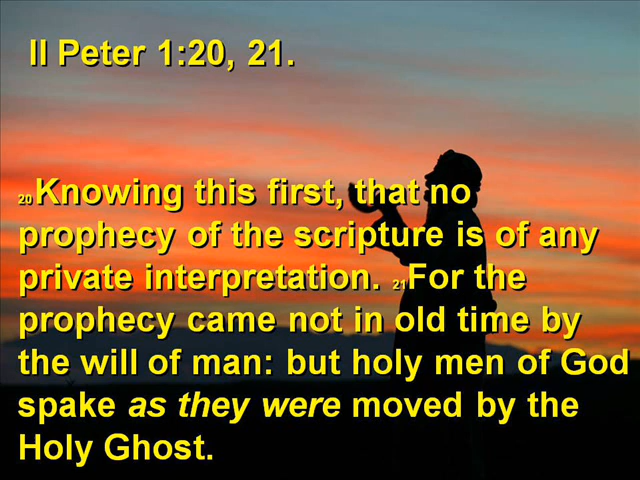 II Peter 1:20, 21.
20Knowing this first, that no
prophecy of the scripture is of any
private interpretation. 21For the
prophecy came not in old time by
the will of man: but holy men of God
spake as they were moved by the
Holy Ghost.